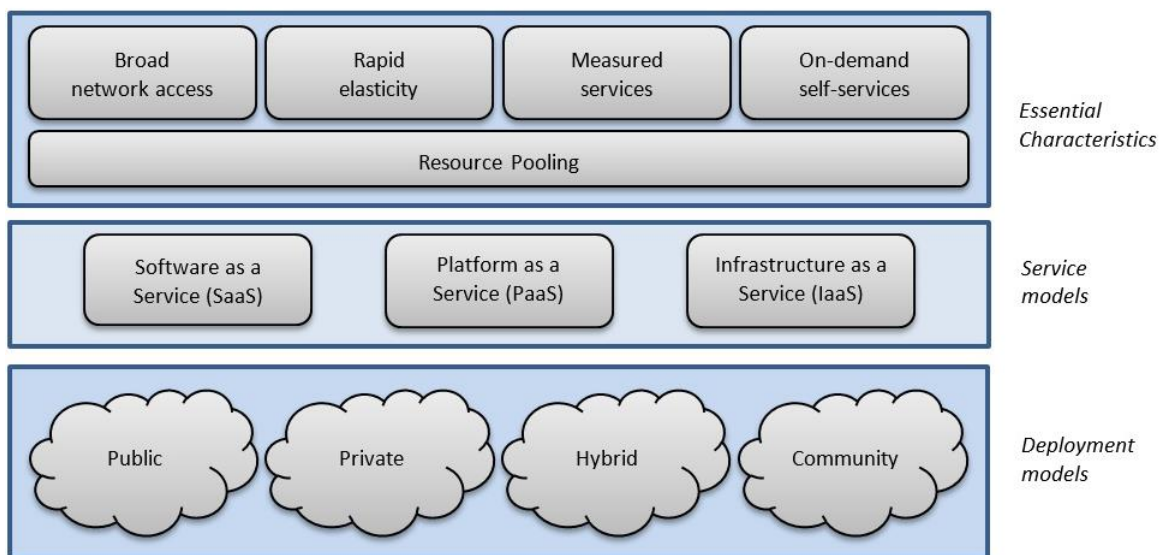 Broad
network access
Rapid
elasticity
Measured
services
On-demand
self-services
Resource Pooling
Essential
Characteristics
Software as a
Service (SaaS)
Platform as a
Service (PaaS)
Infrastructure as a
Service (IaaS)
Service
models
Public
Private
Hybrid
Community
Deployment
models